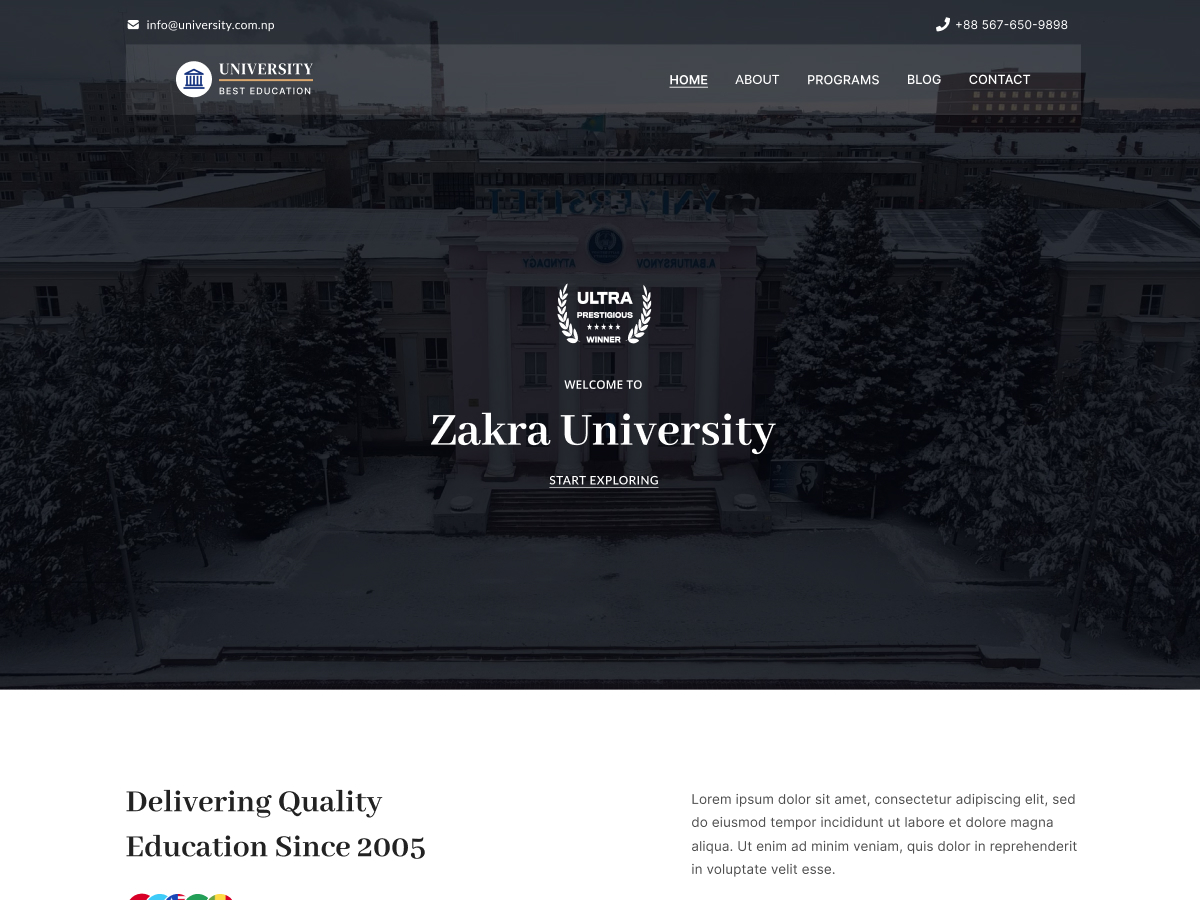 info@university.com.np
+88 567-650-9898
UNIVERSITY
BEST EDUCATION
HOME
ABOUT
PROGRAMS
BLOG
CONTACT
ULTRA
PRESTIGIOUS
WINNER
WELCOME TO
Zakra University
START EXPLORING
Delivering Quality
Education Since 2005
Lorem ipsum dolor sit amet, consectetur adipiscing elit, sed
do eiusmod tempor incididunt ut labore et dolore magna
aliqua. Ut enim ad minim veniam, quis dolor in reprehenderit
in voluptate velit esse.